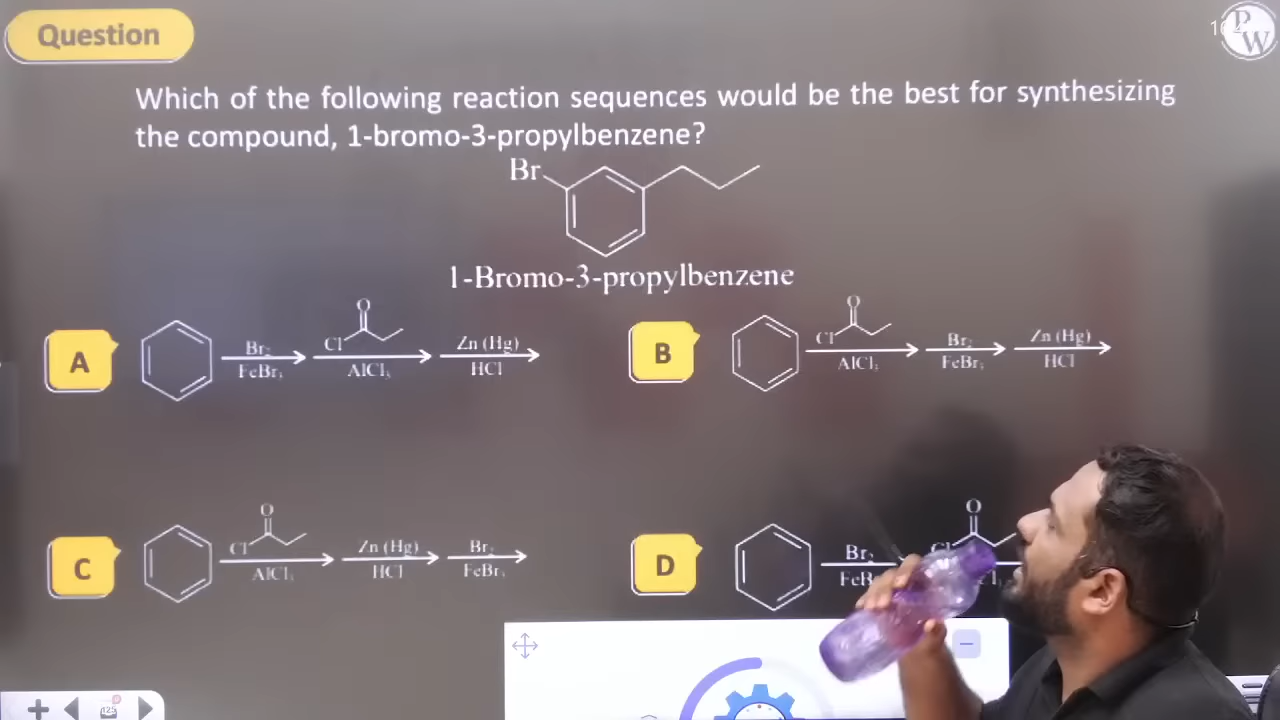 Question
PW
Which of the following reaction sequences would be the best for synthesizing
the compound, 1-bromo-3-propylbenzene?
Br
1-Bromo-3-propylbenzene
A
Br₂
FeBr₃
O
Cl
AlCl₃
Zn (Hg)
HCl
B
O
Cl
AlCl₃
Br₂
FeBr₃
Zn (Hg)
HCl
C
O
Cl
AlCl₃
Zn (Hg)
HCl
Br₂
FeBr₃
D
Br₂
O
125